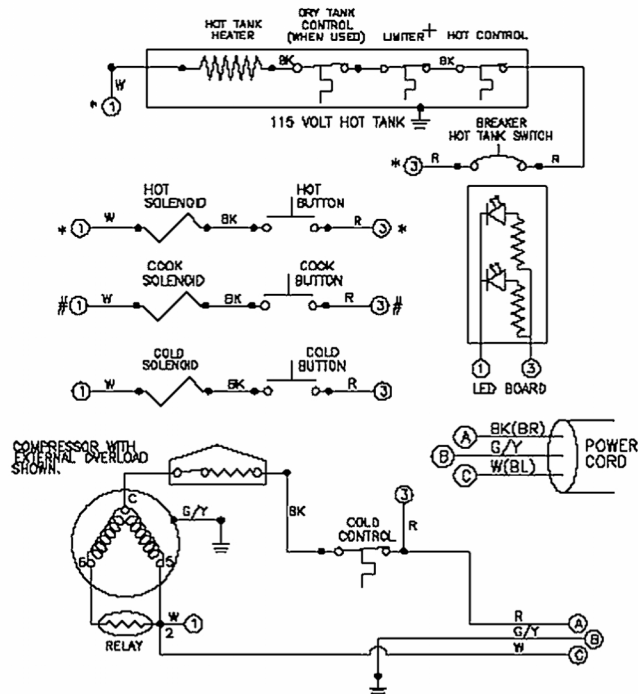 HOT TANK HEATER
DRY TANK CONTROL (WHEN USED)
LIMITER +
HOT CONTROL
W
BK
BK
* 1
115 VOLT HOT TANK
BREAKER
HOT TANK SWITCH
* 3 R
R
HOT SOLENOID
HOT BUTTON
* 1 W
BK
R 3 *
COOK SOLENOID
COOK BUTTON
# 1 W
BK
R 3 #
COLD SOLENOID
COLD BUTTON
1 W
BK
R 3
1 3
LED BOARD
A BK(BR)
B G/Y
C W(BL)
POWER CORD
COMPRESSOR WITH
EXTERNAL OVERLOAD
SHOWN.
C
G/Y
BK
COLD CONTROL
3
R
6 5
W
1
2
RELAY
R A
G/Y B
W C